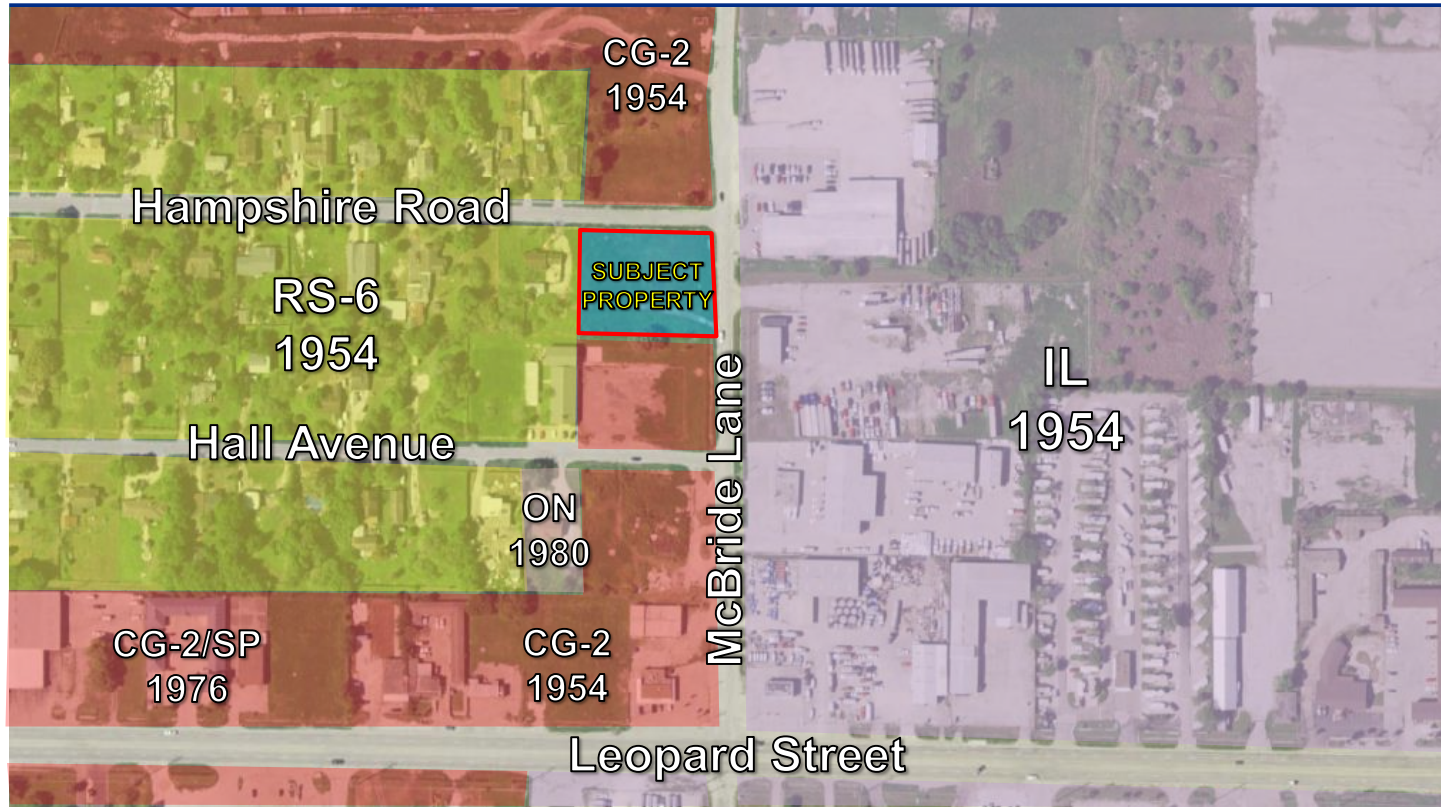 CG-2
1954
Hampshire Road
SUBJECT
PROPERTY
RS-6
1954
IL
1954
McBride Lane
Hall Avenue
ON
1980
CG-2/SP
1976
CG-2
1954
Leopard Street